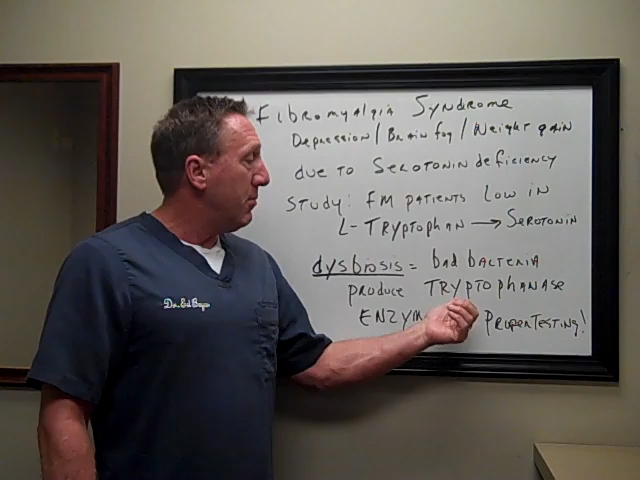 FIBROMYALGIA SYNDROME
DEPRESSION / BRAIN FOG / WEIGHT GAIN
due to SEROTONIN deficiENCY
STUDY: FM PATIENTS LOW IN
L-TRYPTOPHAN → SEROTONIN
dysbiosis = bad bacTERIA
PRODUCE TRYPTOPHANASE
ENZYM PROPER TESTING!
Dr. Ed